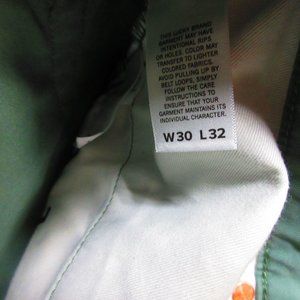 THIS LUCKY BRAND
GARMENT MAY HAVE
INTENTIONAL RIPS
OR HOLES. COLOR MAY
TRANSFER TO LIGHTER
COLORED FABRICS.
AVOID PULLING BY
BELT LOOPS, SIMPLY
FOLLOW THE CARE
INSTRUCTIONS TO
ENSURE THAT YOUR
GARMENT MAINTAINS ITS
INDIVIDUAL CHARACTER.
W30 L32